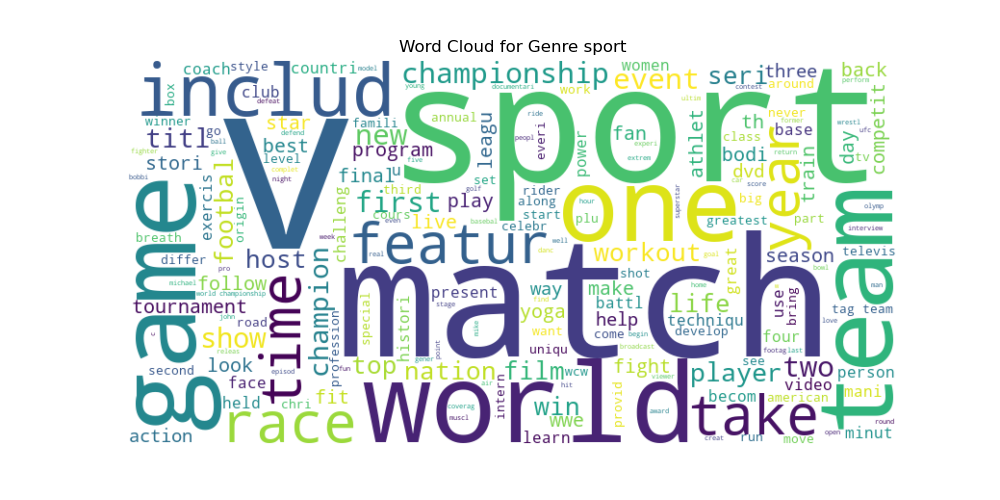 Word Cloud for Genre sport
includ
coach
style
countri
championship
women
event
seri
three
back
box
club
defeat
young
documentari
work
around
perform
contest
winner
go
star
famili
new
annual
leagu
everi
power
fan
ultim
athlet
th
never
base
former
wrestl
ufc
titl
ball
defend
best
V
sport
program
peopl
experi
class
day
competit
fighter
give
level
stori
u
final
five
set
extrem
bodi
return
train
tv
bobbi
complet
night
exercis
origin
footbal
challeng
third
first
play
golf
rider
along
hour
superstar
dvd
car
score
big
year
olymp
game
breath
cours
even
live
basebal
start
celebr
plu
one
greatest
part
interview
team
differ
host
week
real
featur
danc
well
workout
goal
great
season
televis
pro
michael
follow
time
champion
present
way
shot
make
home
life
use
bring
bowl
man
world championship
tournament
john
road
profession
special
histori
stage
match
yoga
battl
help
techniqu
love
tag team
show
releas
episod
mike
want
find
come
begin
develop
four
uniqu
broadcast
second
look
fun
point
top
gener
nation
film
wcw
fight
see
footag
last
two
person
face
fit
air
hit
intern
provid
viewer
player
video
mani
held
chri
muscl
coverag
world
win
wwe
award
becom
american
take
round
action
race
learn
creat
run
move
open
minut
model
ride